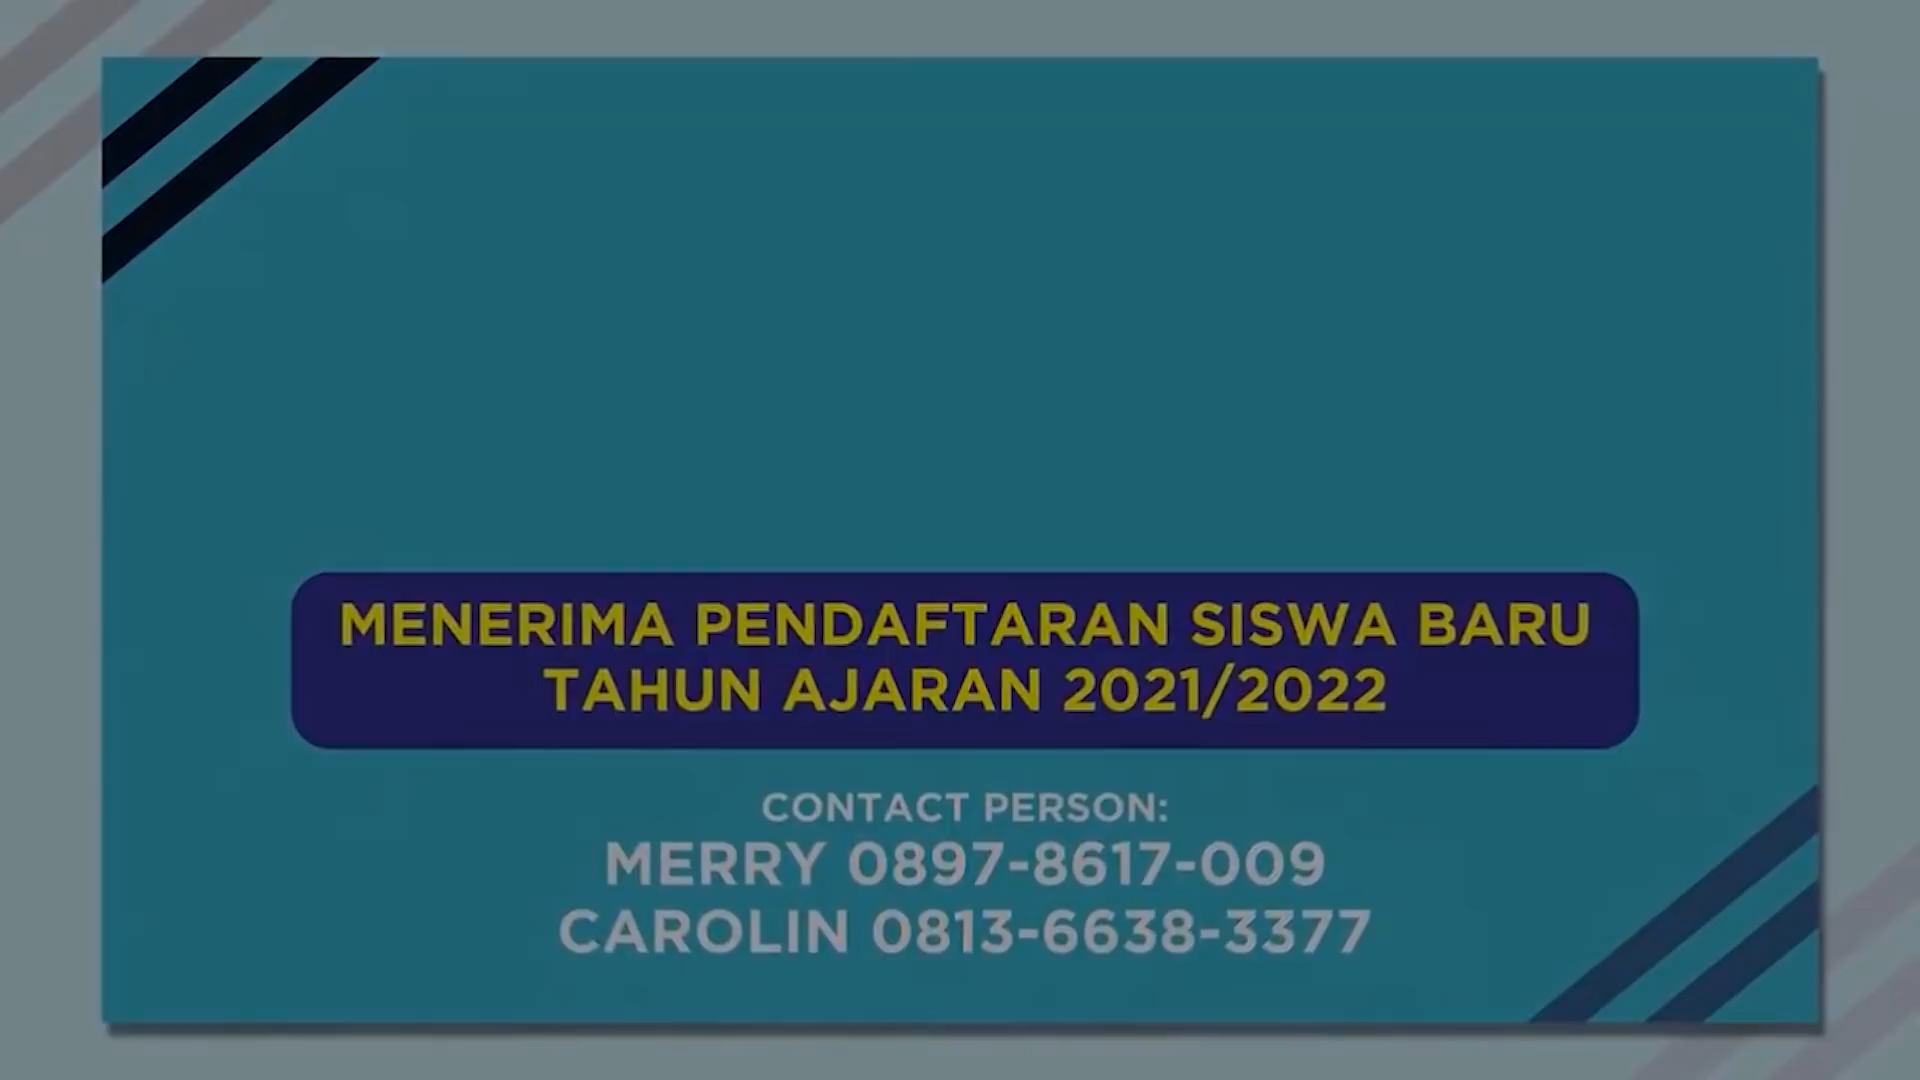 MENERIMA PENDAFTARAN SISWA BARU
TAHUN AJARAN 2021/2022
CONTACT PERSON:
MERRY 0897-8617-009
CAROLIN 0813-6638-3377